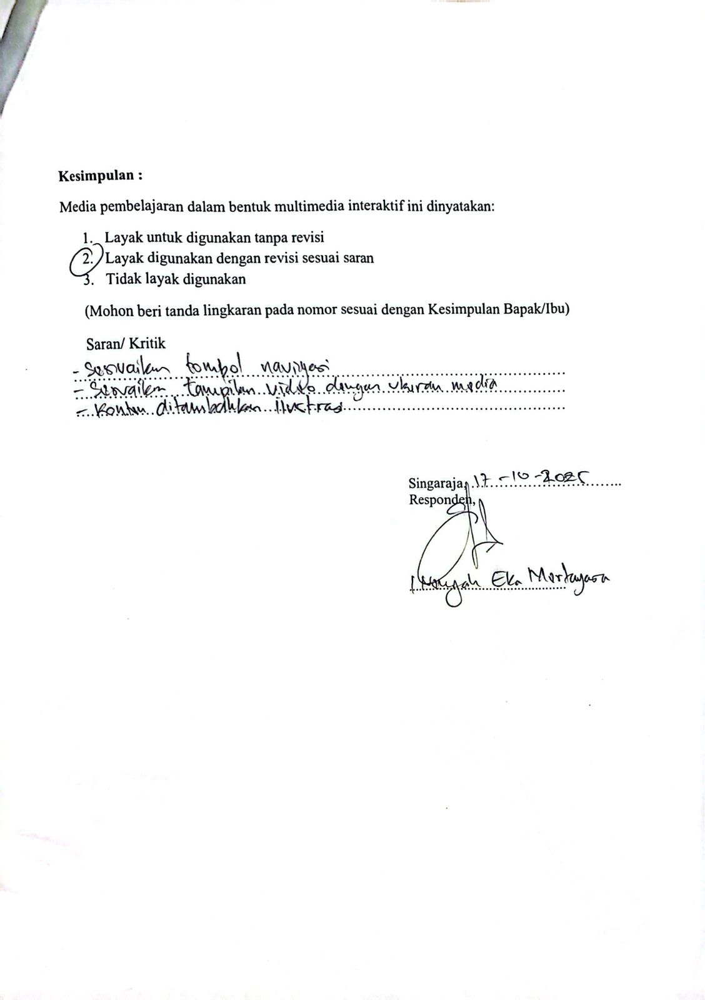 Kesimpulan :
Media pembelajaran dalam bentuk multimedia interaktif ini dinyatakan:
1. Layak untuk digunakan tanpa revisi
2. Layak digunakan dengan revisi sesuai saran
3. Tidak layak digunakan
(Mohon beri tanda lingkaran pada nomor sesuai dengan Kesimpulan Bapak/Ibu)
Saran/ Kritik
- Sesuaikan tombol navigasi
- Sesuaikan tampilan video dengan ukuran media
- Konten ditambahkan ilustrasi
Singaraja, 17-10-2025
Responden,
I Nengah Eka Mertayasa